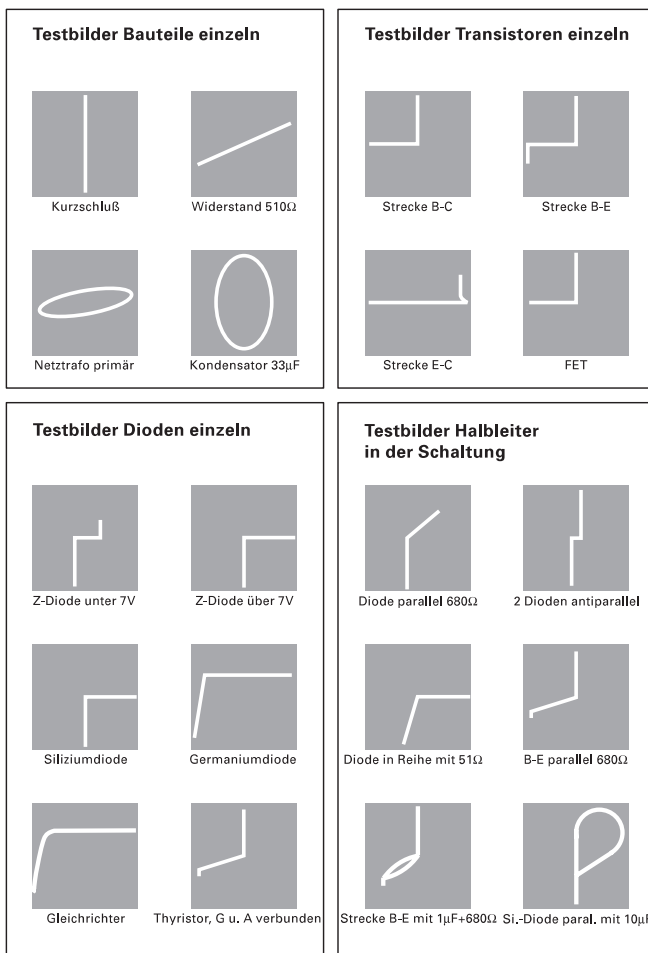 Testbilder Bauteile einzeln
Kurzschluß
Widerstand 510Ω
Netztrafo primär
Kondensator 33µF
Testbilder Transistoren einzeln
Strecke B-C
Strecke B-E
Strecke E-C
FET
Testbilder Dioden einzeln
Z-Diode unter 7V
Z-Diode über 7V
Siliziumdiode
Germaniumdiode
Gleichrichter
Thyristor, G u. A verbunden
Testbilder Halbleiter
in der Schaltung
Diode parallel 680Ω
2 Dioden antiparallel
Diode in Reihe mit 51Ω
B-E parallel 680Ω
Strecke B-E mit 1µF+680Ω
Si.-Diode paral. mit 10µF